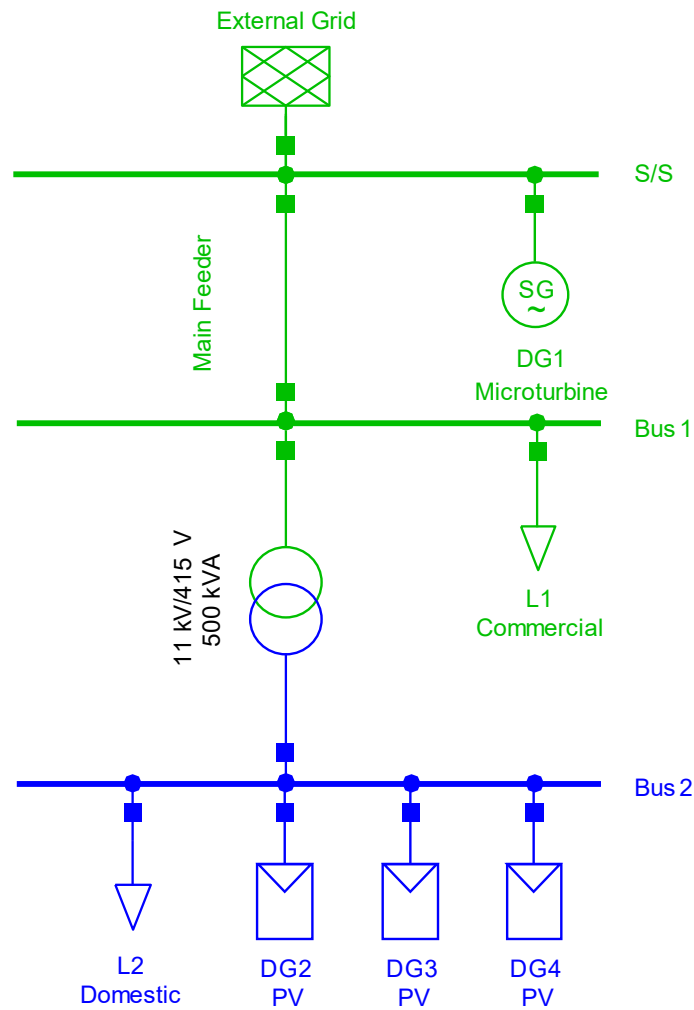 External Grid
S/S
Main Feeder
SG
~
DG1
Microturbine
Bus 1
11 kV/415 V
500 kVA
L1
Commercial
Bus 2
L2
Domestic
DG2
PV
DG3
PV
DG4
PV